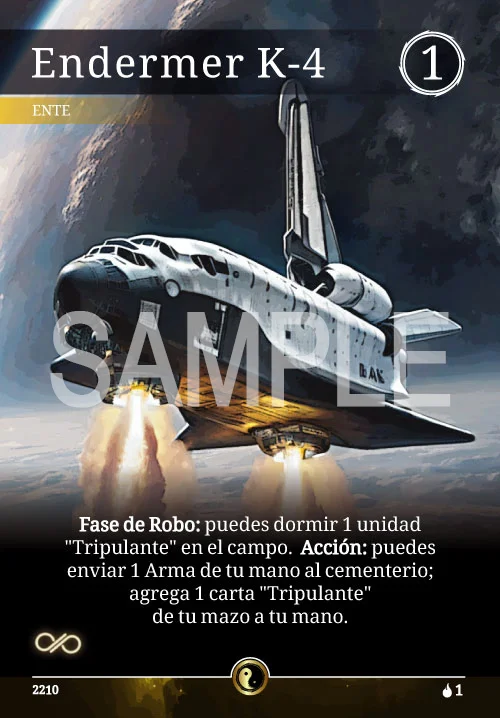 Endermer K-4
1
ENTE
SAMPLE
Fase de Robo: puedes dormir 1 unidad
"Tripulante" en el campo. Acción: puedes
enviar 1 Arma de tu mano al cementerio;
agrega 1 carta "Tripulante"
de tu mazo a tu mano.
2210
1